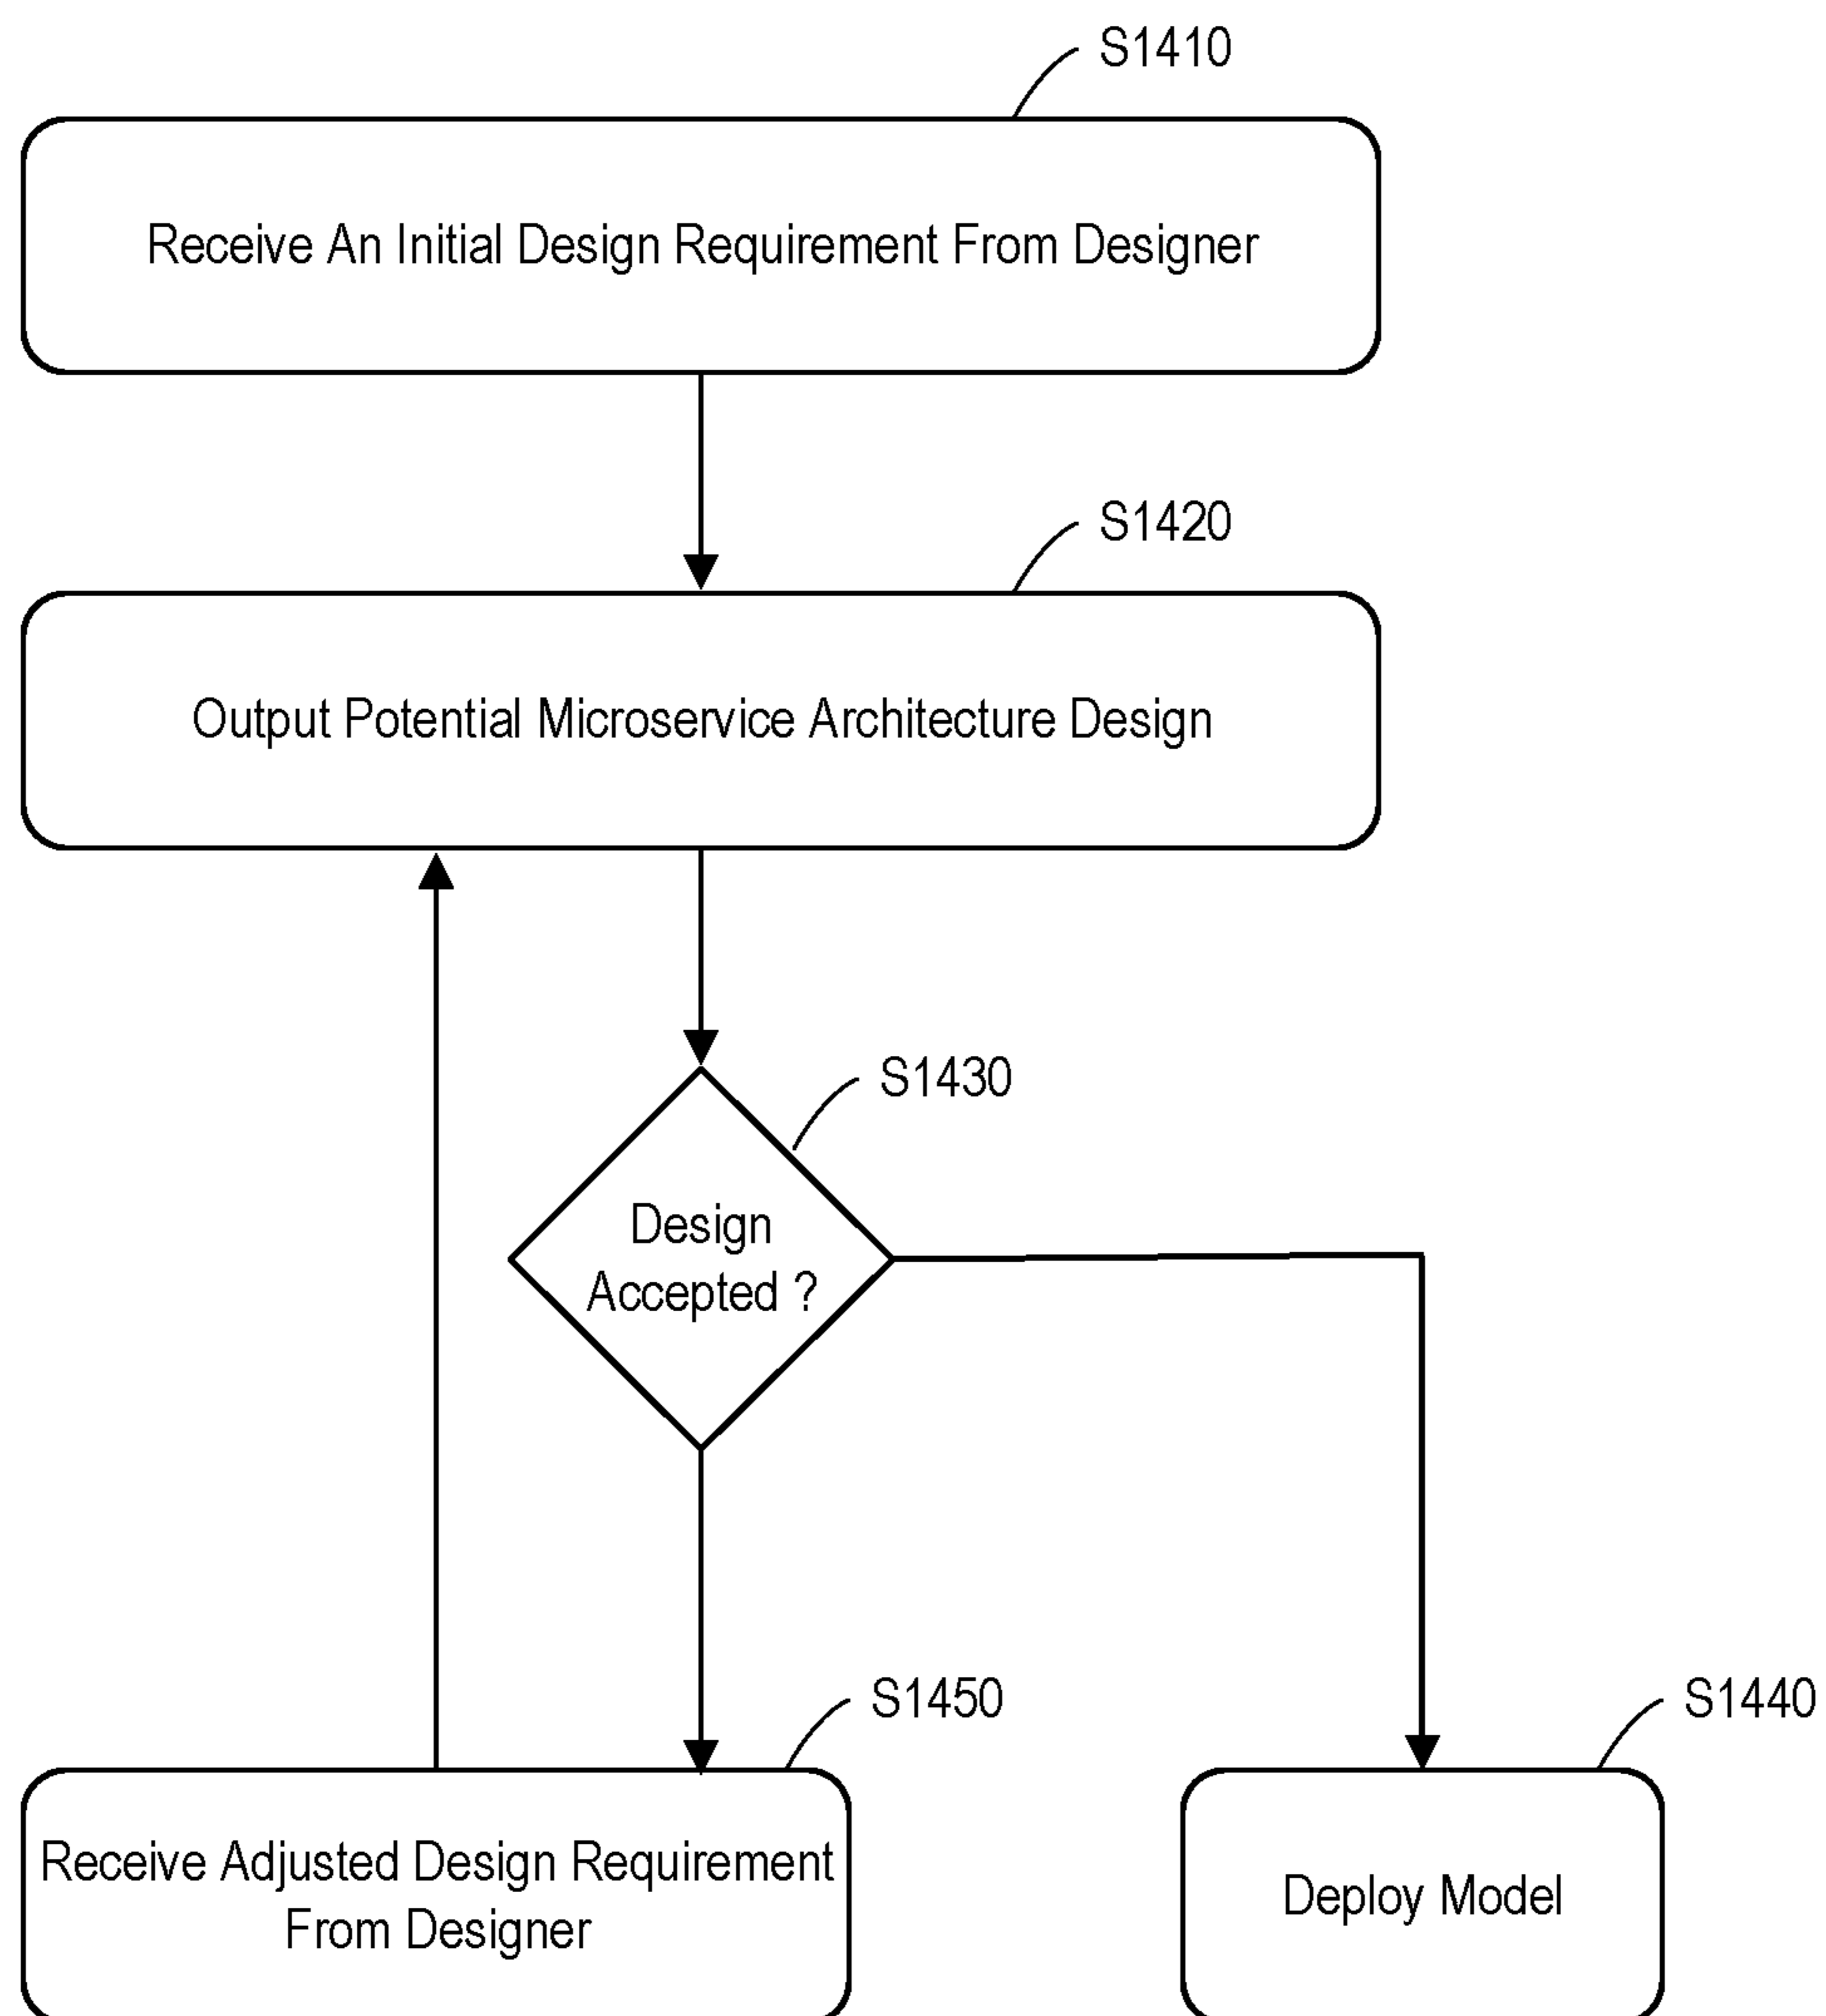 S1410
Receive An Initial Design Requirement From Designer
S1420
Output Potential Microservice Architecture Design
S1430
Design
Accepted ?
S1450
Receive Adjusted Design Requirement
From Designer
S1440
Deploy Model